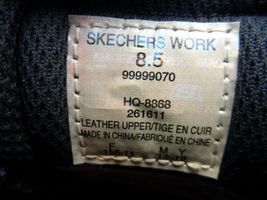 SKECHERS WORK
8.5
99999070
HQ-8868
261611
LEATHER UPPER/TIGE EN CUIR
MADE IN CHINA/FABRIQUÉ EN CHINE
F M Y